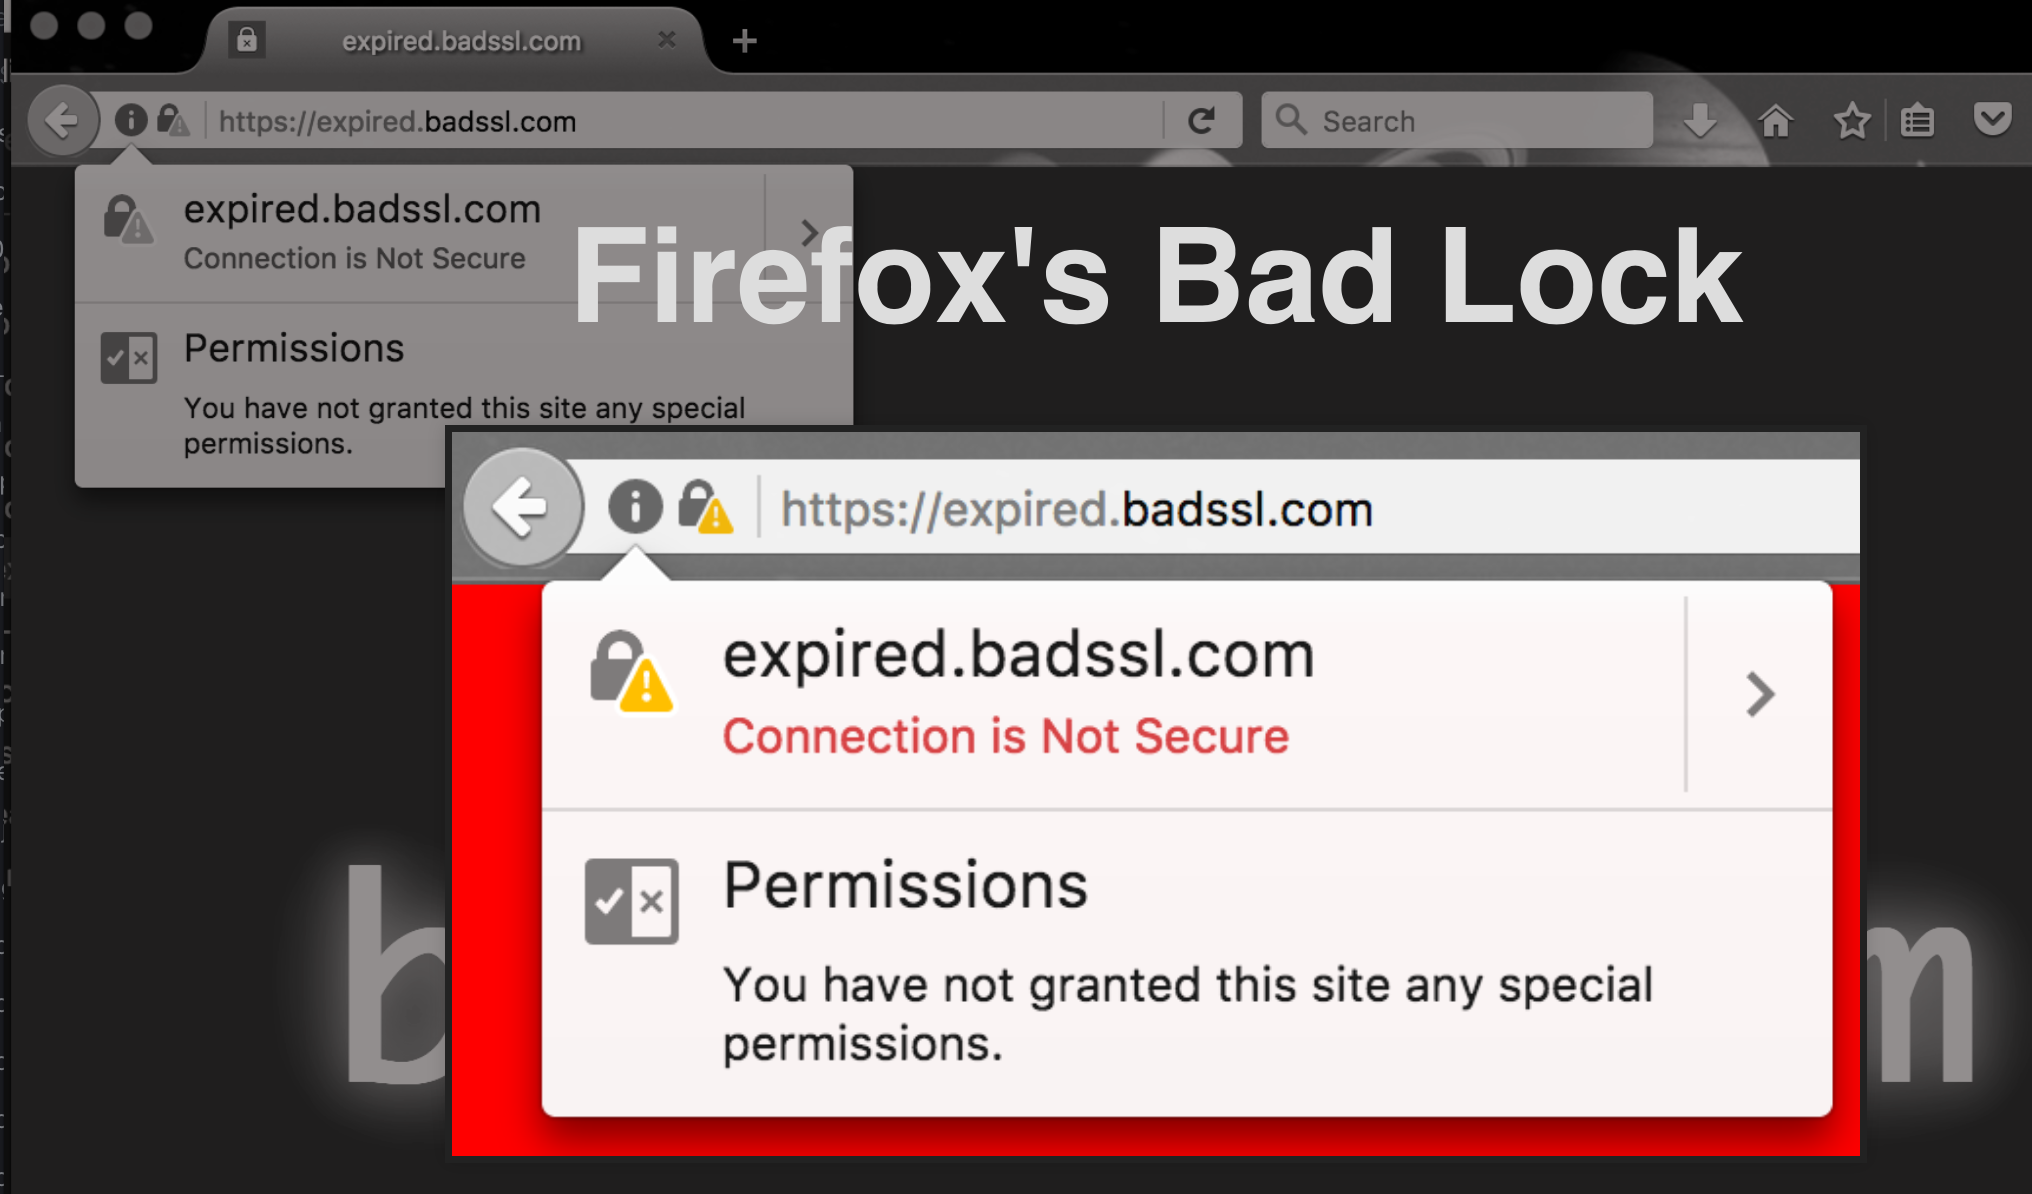 expired.badssl.com
https://expired.badssl.com
Search
expired.badssl.com
Connection is Not Secure
Firefox's Bad Lock
Permissions
You have not granted this site any special
permissions.
https://expired.badssl.com
expired.badssl.com
Connection is Not Secure
Permissions
You have not granted this site any special
permissions.
b
m